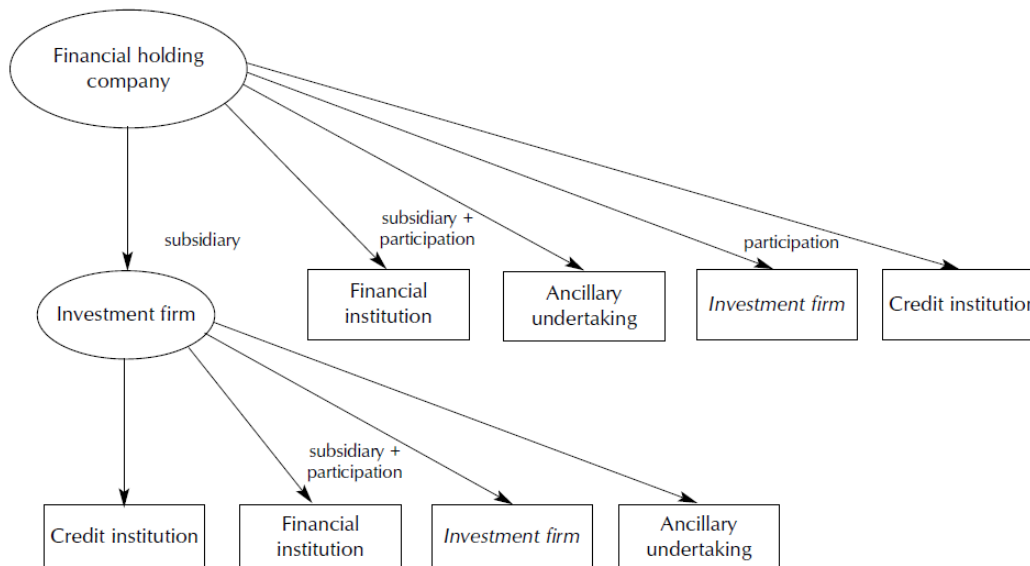 Financial holding
company
subsidiary
subsidiary +
participation
participation
Financial
institution
Ancillary
undertaking
Investment firm
Credit institution
Investment firm
subsidiary +
participation
Credit institution
Financial
institution
Investment firm
Ancillary
undertaking